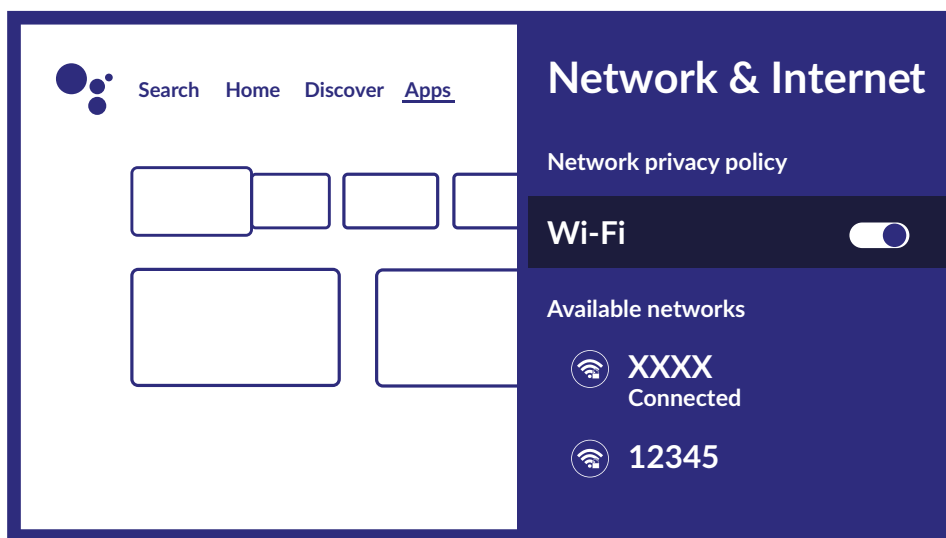 Search Home Discover Apps
Network & Internet
Network privacy policy
Wi-Fi
Available networks
XXXX
Connected
12345